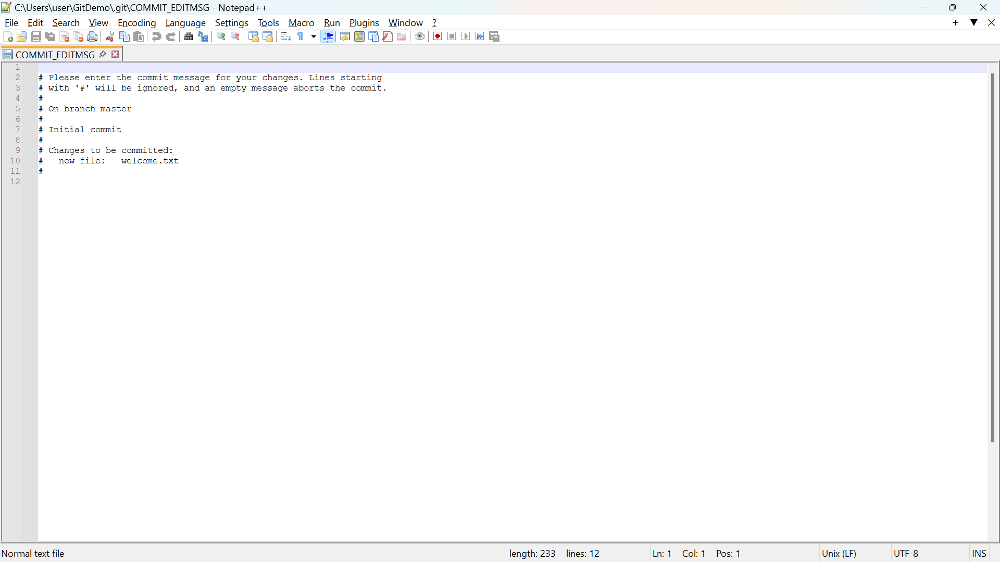 C:\Users\user\GitDemo\.git\COMMIT_EDITMSG - Notepad++
File Edit Search View Encoding Language Settings Tools Macro Run Plugins Window ?
COMMIT_EDITMSG
1
2 # Please enter the commit message for your changes. Lines starting
3 # with '#' will be ignored, and an empty message aborts the commit.
4 #
5 # On branch master
6 #
7 # Initial commit
8 #
9 # Changes to be committed:
10 #   new file:   welcome.txt
11 #
12
Normal text file length: 233 lines: 12 Ln: 1 Col: 1 Pos: 1 Unix (LF) UTF-8 INS